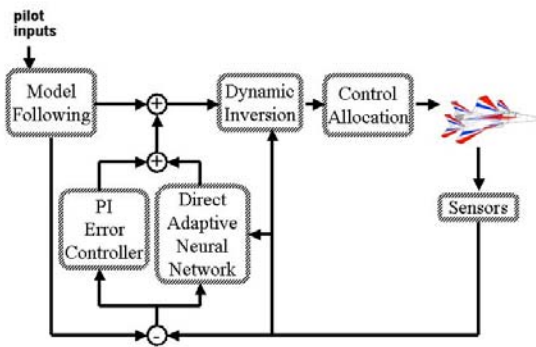 pilot
inputs
Model
Following
+
Dynamic
Inversion
Control
Allocation
+
PI
Error
Controller
Direct
Adaptive
Neural
Network
Sensors
-